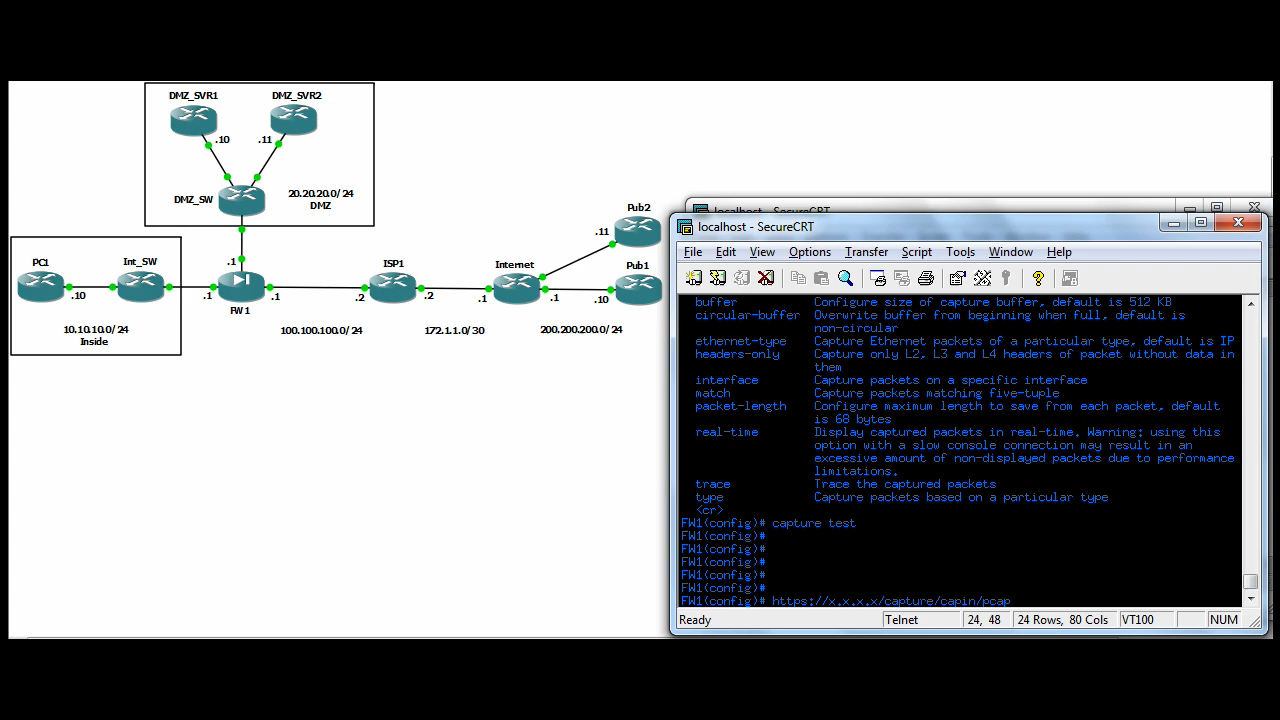 DMZ_SVR1
DMZ_SVR2
.10
.11
DMZ_SW
20.20.20.0/24
DMZ
PC1
Int_SW
.10
.1
.1
FW1
.1
10.10.10.0/24
Inside
ISP1
.2
.2
100.100.100.0/24
172.1.1.0/30
Internet
.1
.1
200.200.200.0/24
Pub2
.11
Pub1
.10
localhost - SecureCRT
localhost - SecureCRT
File Edit View Options Transfer Script Tools Window Help
buffer Configure size of capture buffer, default is 512 KB
circular-buffer Overwrite buffer from beginning when full, default is
non-circular
ethernet-type Capture Ethernet packets of a particular type, default is IP
headers-only Capture only L2, L3 and L4 headers of packet without data in
them
interface Capture packets on a specific interface
match Capture packets matching five-tuple
packet-length Configure maximum length to save from each packet, default
is 68 bytes
real-time Display captured packets in real-time. Warning: using this
option with a slow console connection may result in an
excessive amount of non-displayed packets due to performance
limitations.
trace Trace the captured packets
type Capture packets based on a particular type
<cr>
FW1(config)# capture test
FW1(config)#
FW1(config)#
FW1(config)#
FW1(config)#
FW1(config)#
FW1(config)# https://x.x.x.x/capture/capin/pcap
Ready Telnet 24, 48 24 Rows, 80 Cols VT100 NUM